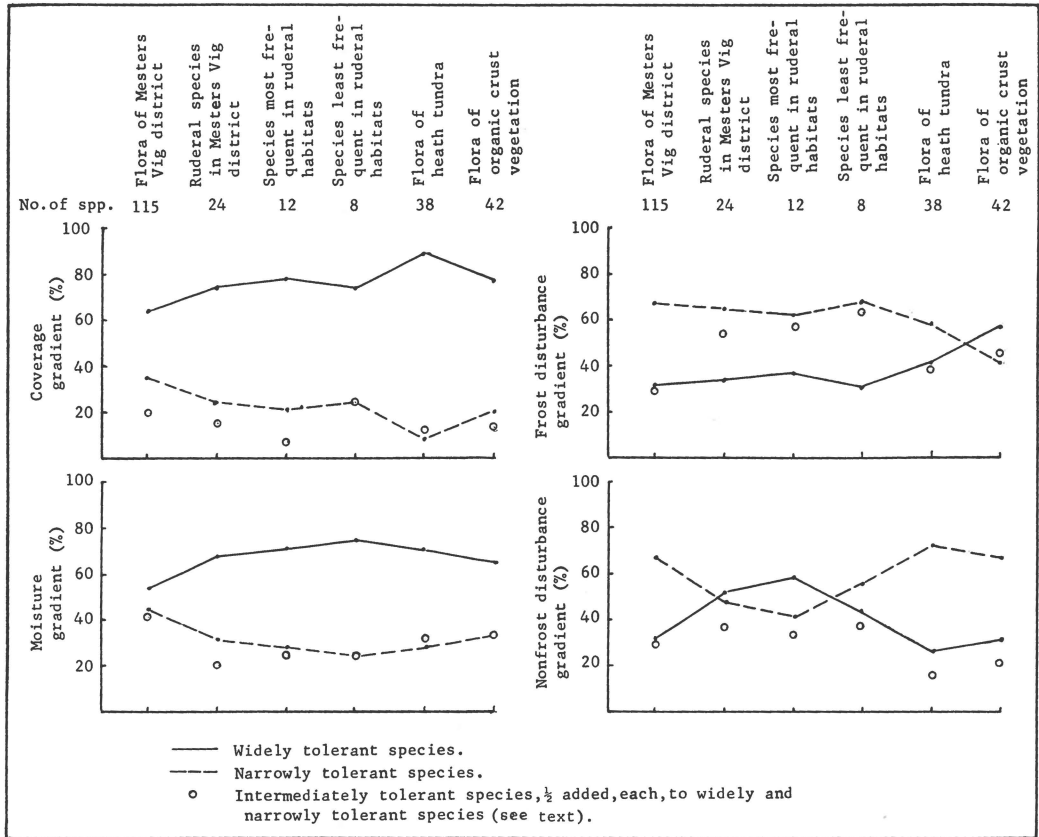 Flora of Mesters
Vig district
Ruderal species
in Mesters Vig
district
Species most fre-
quent in ruderal
habitats
Species least fre-
quent in ruderal
habitats
Flora of
heath tundra
Flora of
organic crust
vegetation
No.of spp. 115 24 12 8 38 42
Flora of Mesters
Vig district
Ruderal species
in Mesters Vig
district
Species most fre-
quent in ruderal
habitats
Species least fre-
quent in ruderal
habitats
Flora of
heath tundra
Flora of
organic crust
vegetation
115 24 12 8 38 42
Coverage
gradient (%)
100
80
60
40
20
Frost disturbance
gradient (%)
100
80
60
40
20
Moisture
gradient (%)
100
80
60
40
20
Nonfrost disturbance
gradient (%)
100
80
60
40
20
Widely tolerant species.
Narrowly tolerant species.
Intermediately tolerant species,½ added,each,to widely and
narrowly tolerant species (see text).